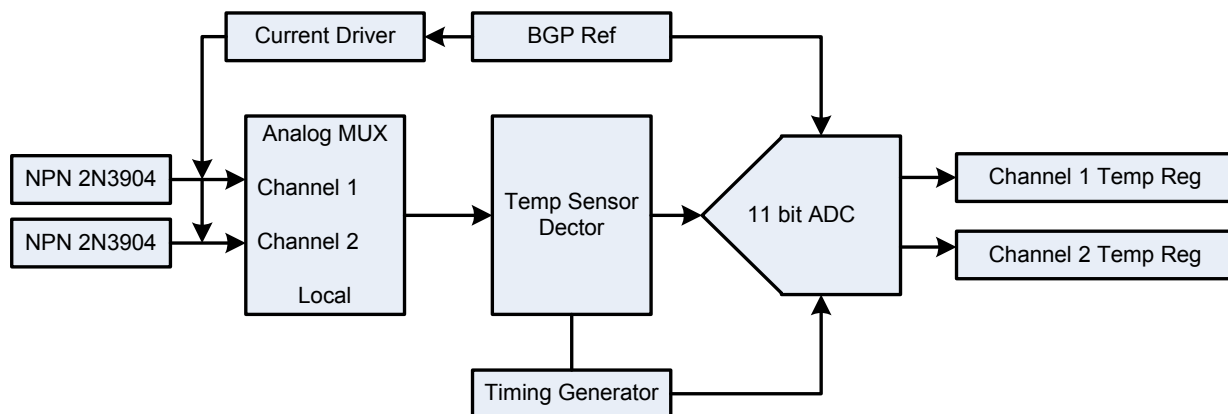 Current Driver
BGP Ref
NPN 2N3904
NPN 2N3904
Analog MUX
Channel 1
Channel 2
Local
Temp Sensor
Dector
11 bit ADC
Channel 1 Temp Reg
Channel 2 Temp Reg
Timing Generator